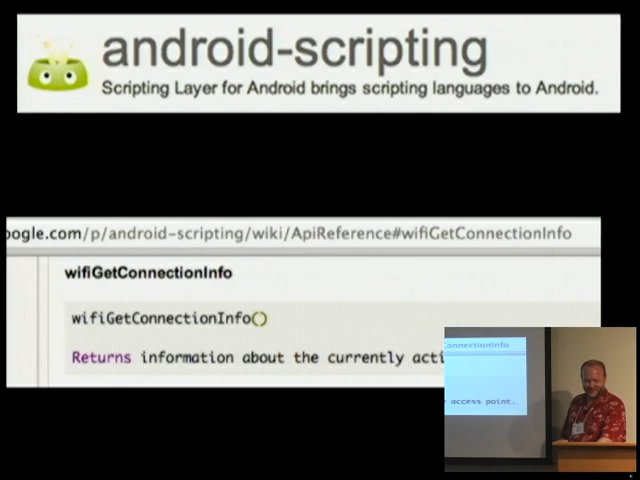 android-scripting
Scripting Layer for Android brings scripting languages to Android.
oogle.com/p/android-scripting/wiki/ApiReference#wifiGetConnectionInfo
wifiGetConnectionInfo
wifiGetConnectionInfo()
Returns information about the currently acti
ConnectionInfo
access point.